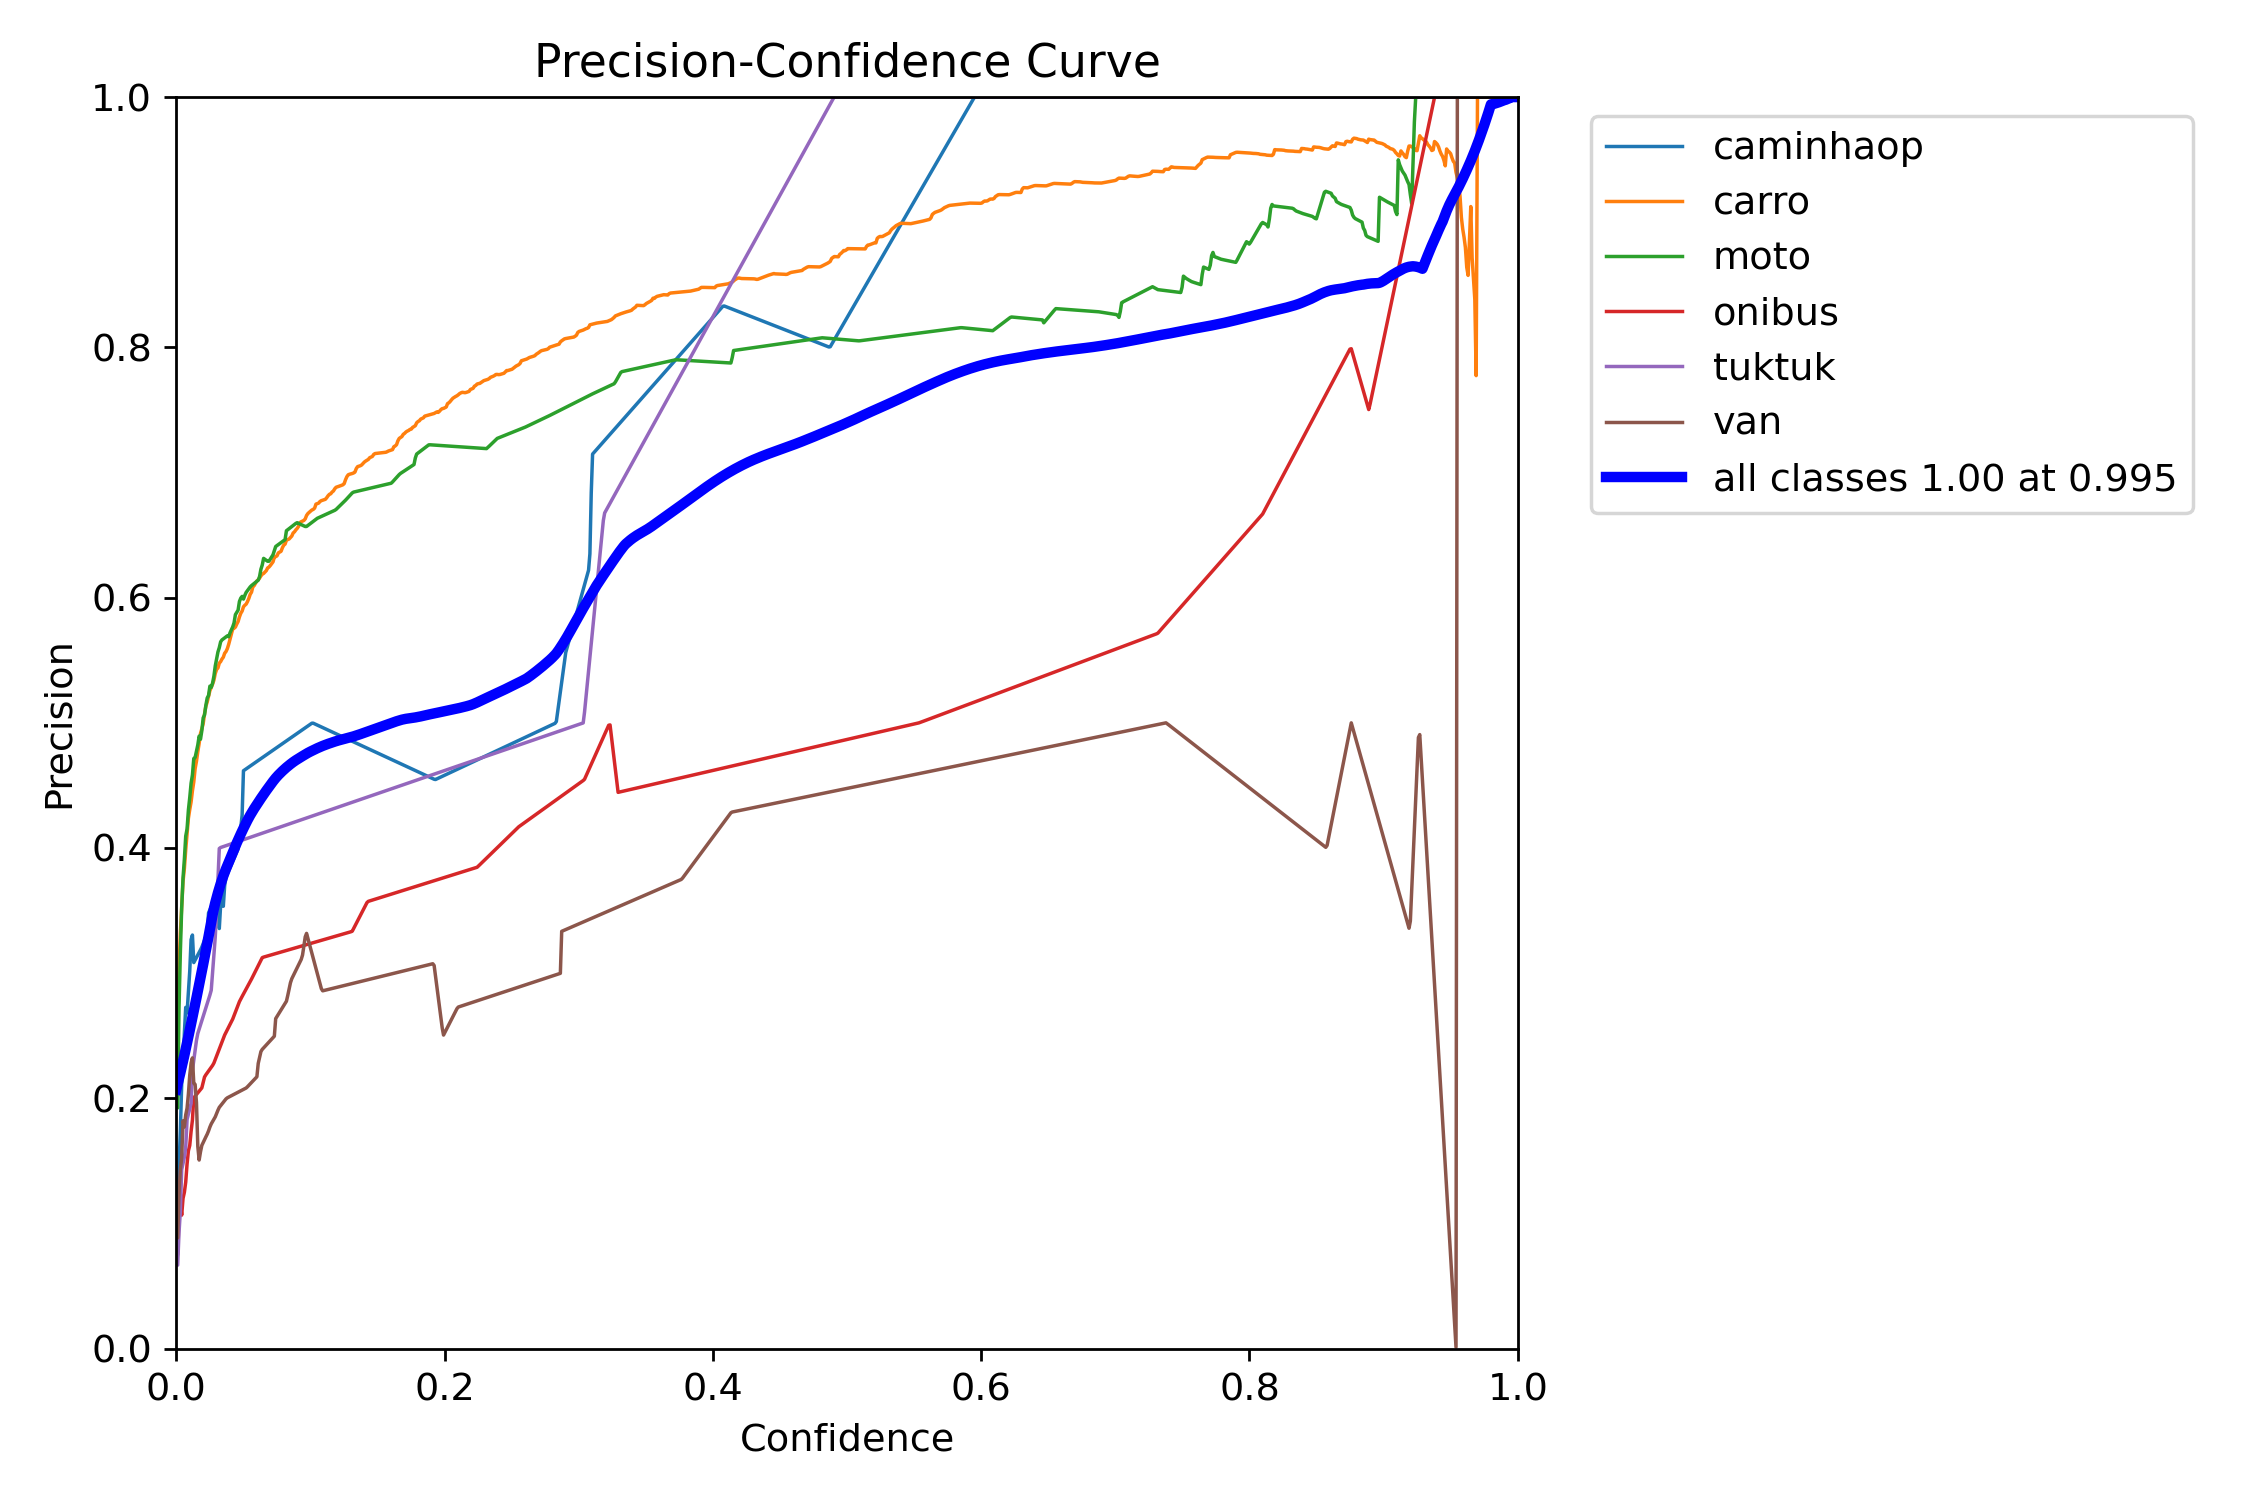 Precision-Confidence Curve
1.0
0.8
0.6
0.4
0.2
0.0
Precision
0.0 0.2 0.4 0.6 0.8 1.0
Confidence
caminhaop
carro
moto
onibus
tuktuk
van
all classes 1.00 at 0.995